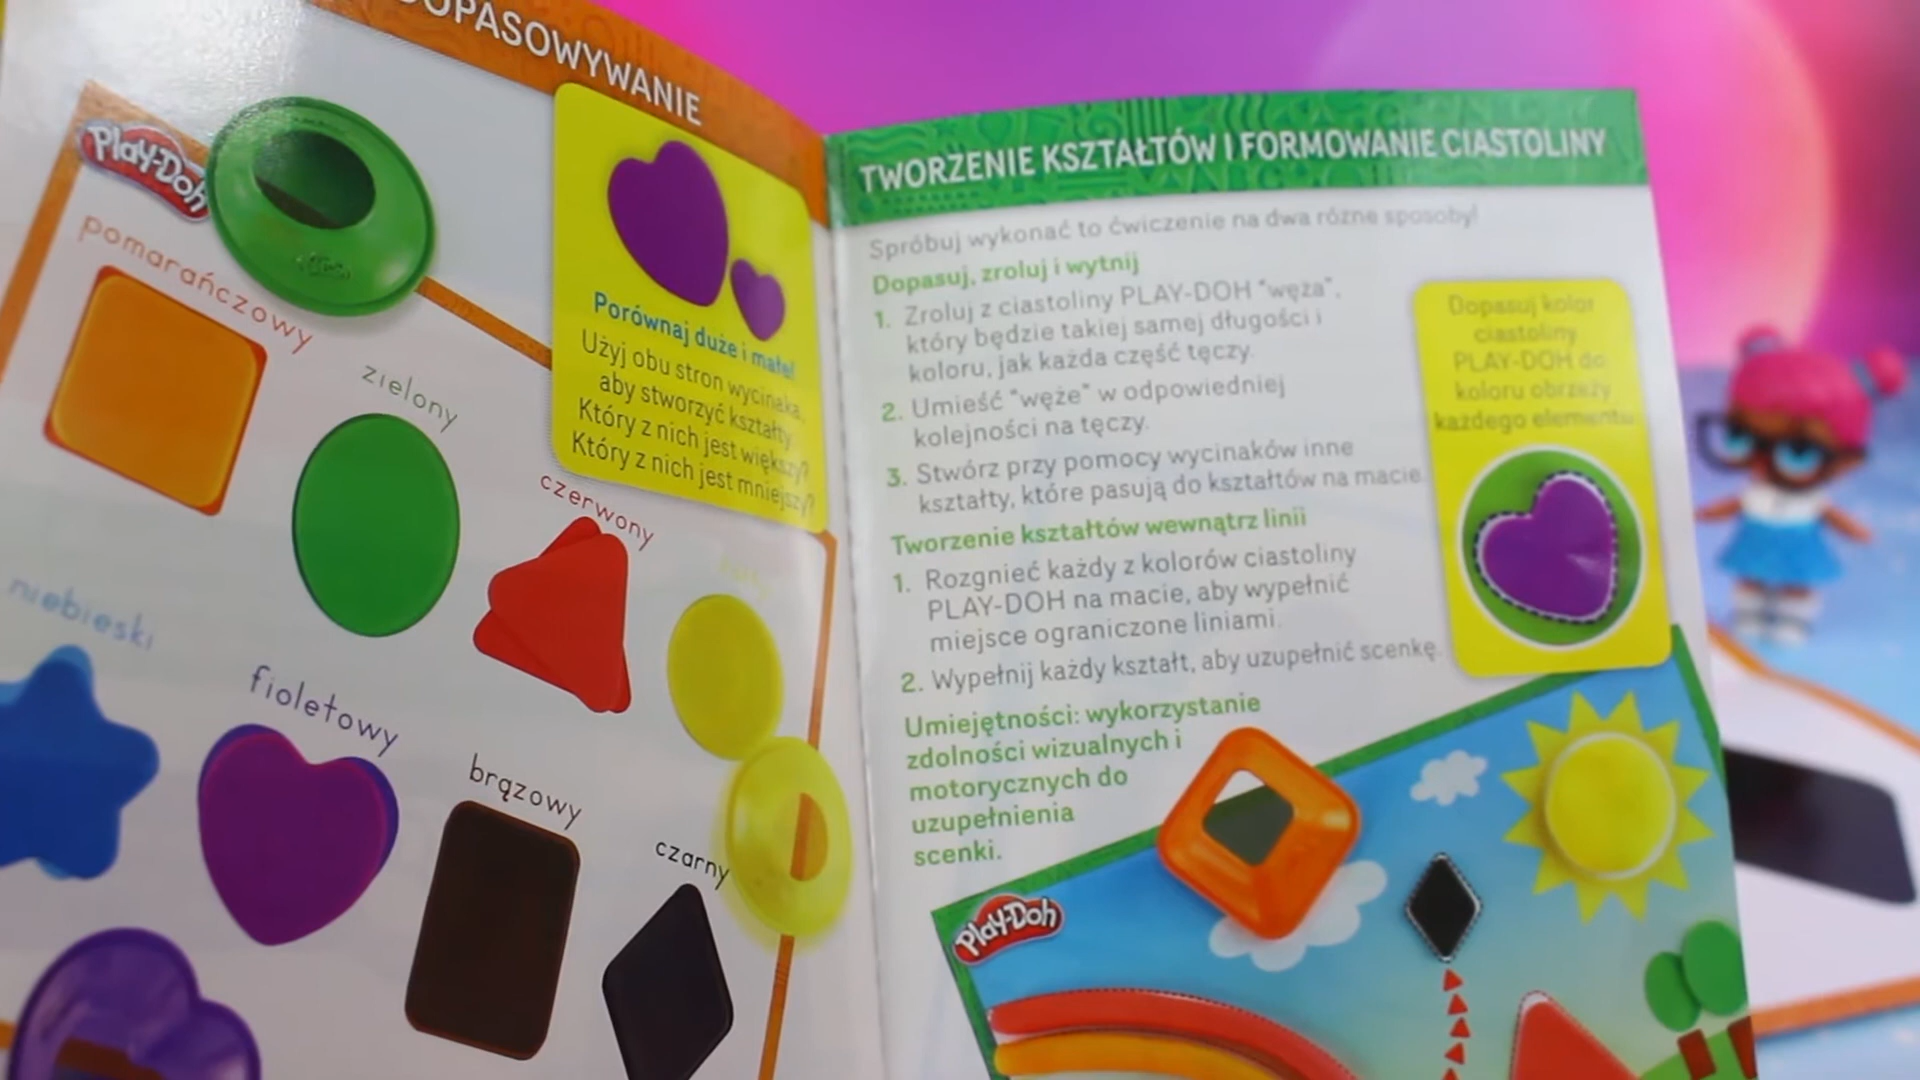 DOPASOWYWANIE
Play-Doh
pomarańczowy
zielony
czerwony
żółty
niebieski
fioletowy
brązowy
czarny
Porównaj duże i małe!
Użyj obu stron wycinaka,
aby stworzyć kształty
Który z nich jest większy?
Który z nich jest mniejszy?
TWORZENIE KSZTAŁTÓW I FORMOWANIE CIASTOLINY
Spróbuj wykonać to ćwiczenie na dwa różne sposoby!
Dopasuj, zroluj i wytnij
1. Zroluj z ciastoliny PLAY-DOH "węża",
który będzie takiej samej długości i
koloru, jak każda część tęczy.
2. Umieść "węże" w odpowiedniej
kolejności na tęczy.
3. Stwórz przy pomocy wycinaków inne
kształty, które pasują do kształtów na macie.
Tworzenie kształtów wewnątrz linii
1. Rozgnieć każdy z kolorów ciastoliny
PLAY-DOH na macie, aby wypełnić
miejsce ograniczone liniami.
2. Wypełnij każdy kształt, aby uzupełnić scenkę.
Umiejętności: wykorzystanie
zdolności wizualnych i
motorycznych do
uzupełnienia
scenki.
Dopasuj kolor
ciastoliny
PLAY-DOH do
koloru obrzeży
każdego elementu
Play-Doh